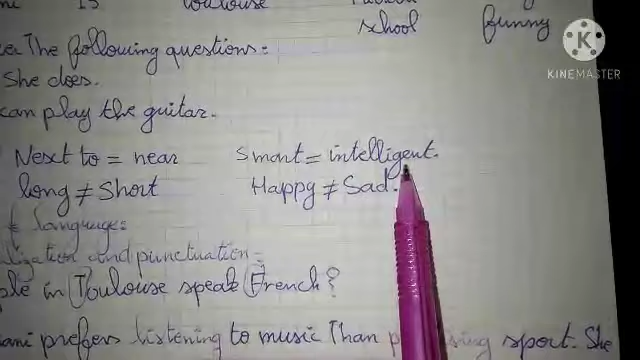 Is Toulouse
school funny
The following questions:
She does.
can play the guitar.
Next to = near Smart = intelligent.
long ≠ Short Happy ≠ Sad.
language:
and punctuation:
in Toulouse speak French?
prefers listening to music Than sport. She
KINEMASTER